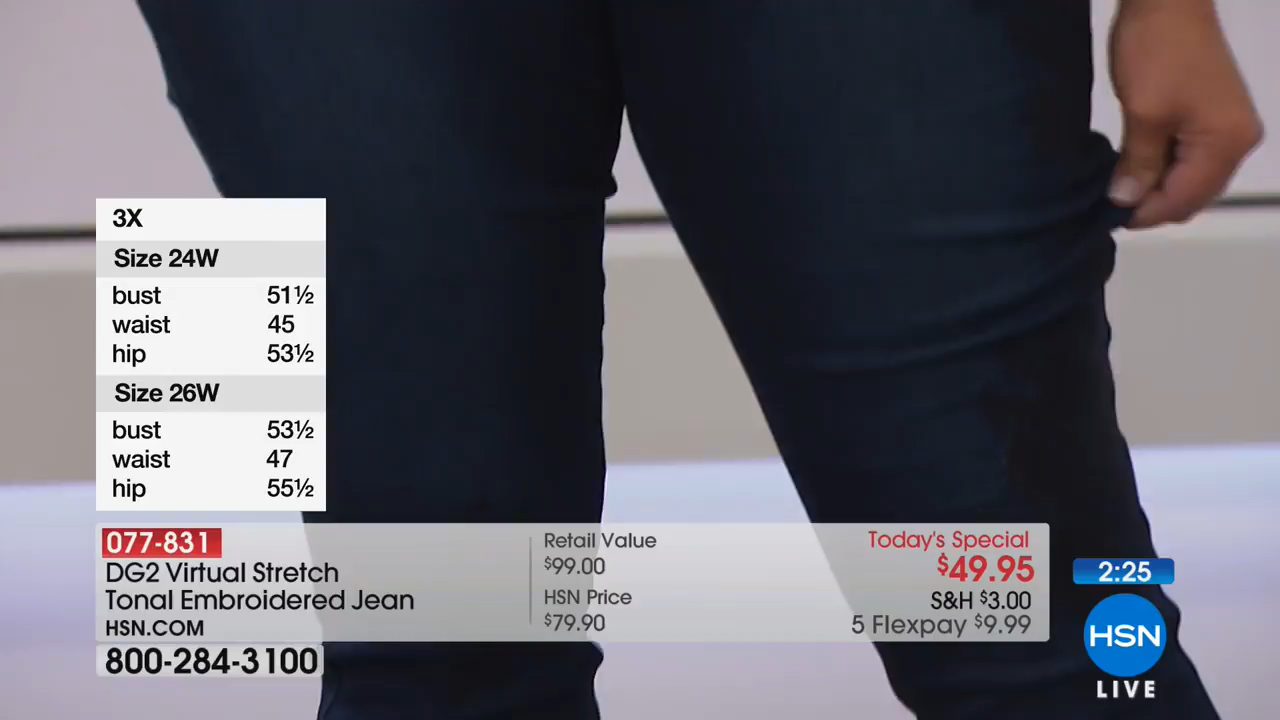 3X
Size 24W
bust 51½
waist 45
hip 53½
Size 26W
bust 53½
waist 47
hip 55½
077-831
DG2 Virtual Stretch
Tonal Embroidered Jean
HSN.COM
800-284-3100
Retail Value
$99.00
HSN Price
$79.90
Today's Special
$49.95
S&H $3.00
5 Flexpay $9.99
2:25
HSN
LIVE